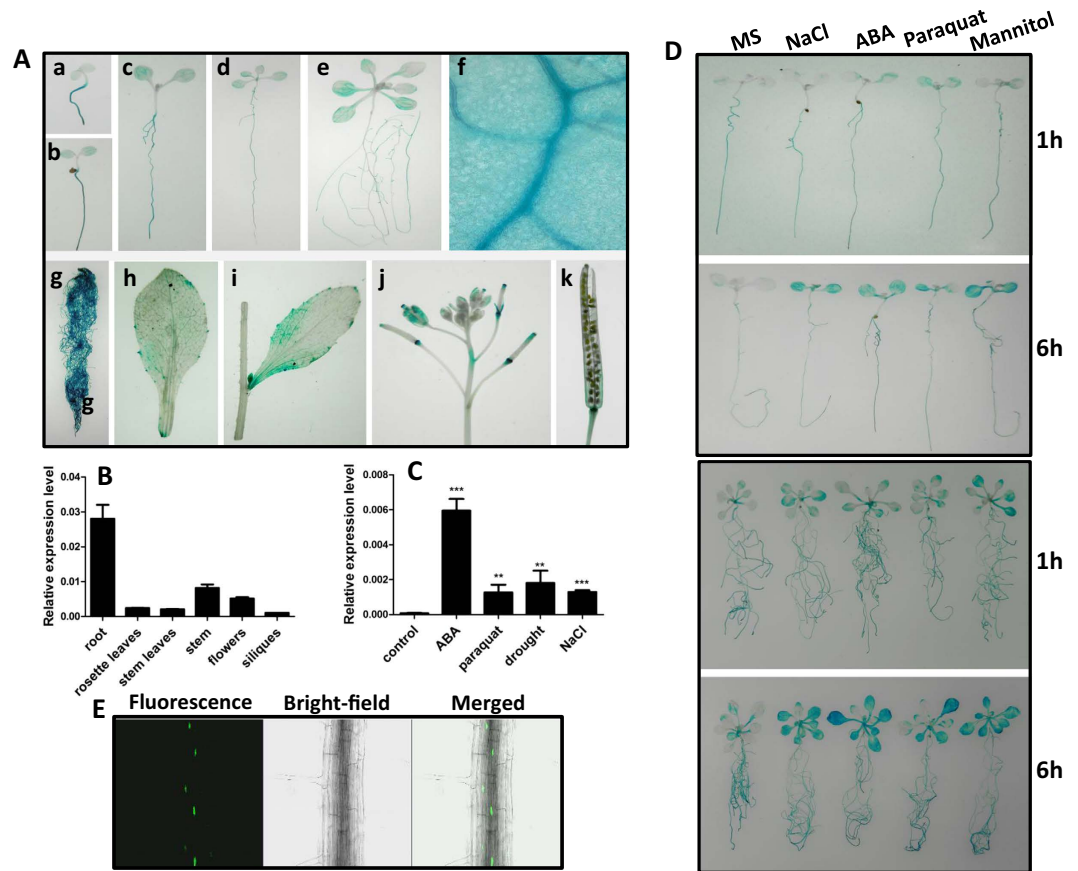 A
a
b
c
d
e
f
g
g
h
i
j
k
B
Relative expression level
0.04
0.03
0.02
0.01
0.00
root
rosette leaves
stem leaves
stem
flowers
siliques
C
Relative expression level
0.008
0.006
0.004
0.002
0.000
***
**
**
***
control
ABA
paraquat
drought
NaCl
D
MS NaCl ABA Paraquat Mannitol
1h
6h
1h
6h
E
Fluorescence Bright-field Merged